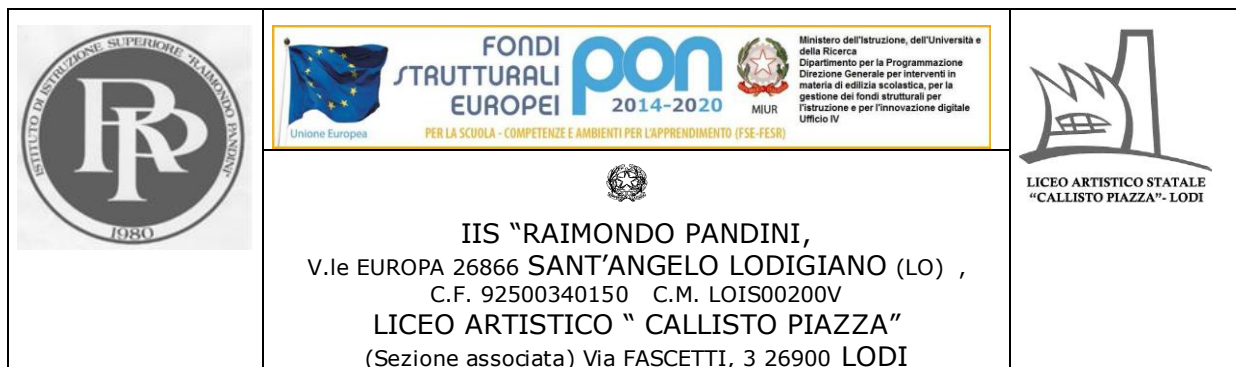 ISTITUTO DI ISTRUZIONE SUPERIORE "RAIMONDO PANDINI"
RP
1980
Unione Europea
FONDI
STRUTTURALI
EUROPEI
pon
2014-2020
MIUR
Ministero dell'Istruzione, dell'Università e
della Ricerca
Dipartimento per la Programmazione
Direzione Generale per interventi in
materia di edilizia scolastica, per la
gestione dei fondi strutturali per
l'istruzione e per l'innovazione digitale
Ufficio IV
PER LA SCUOLA - COMPETENZE E AMBIENTI PER L'APPRENDIMENTO (FSE-FESR)
LICEO ARTISTICO STATALE
"CALLISTO PIAZZA"- LODI
IIS "RAIMONDO PANDINI,
V.le EUROPA 26866 SANT'ANGELO LODIGIANO (LO) ,
C.F. 92500340150 C.M. LOIS00200V
LICEO ARTISTICO " CALLISTO PIAZZA"
(Sezione associata) Via FASCETTI, 3 26900 LODI